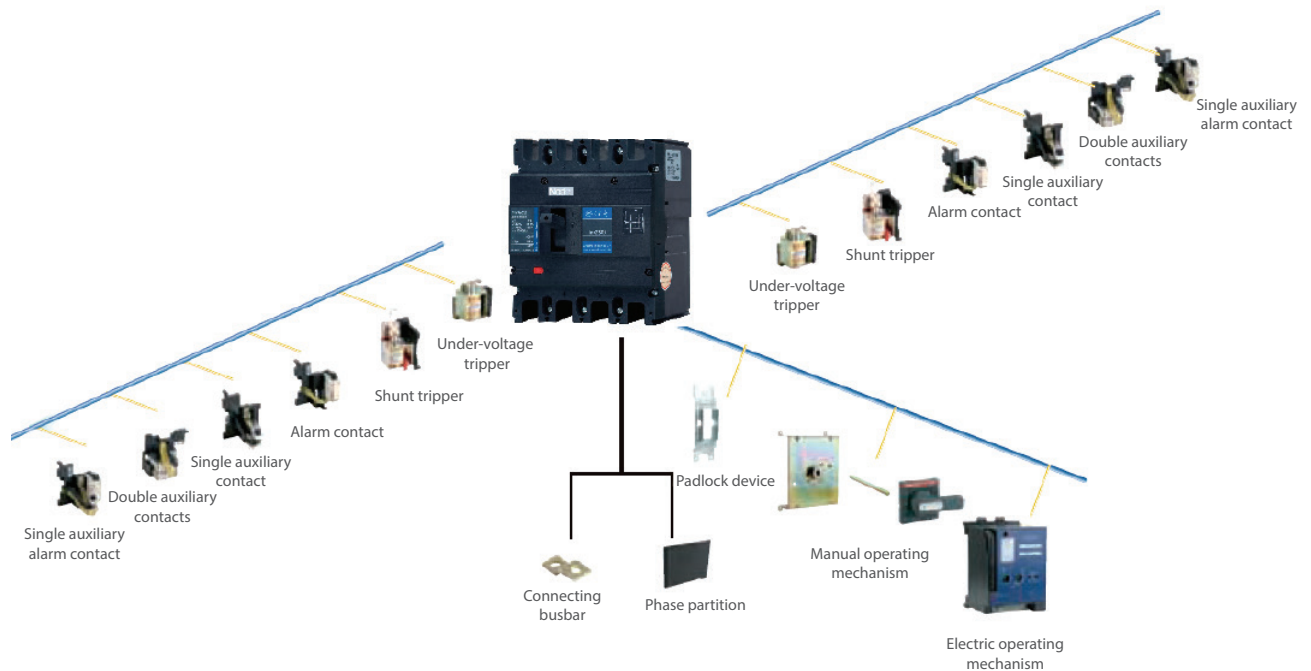 Single auxiliary
alarm contact
Double auxiliary
contacts
Single auxiliary
contact
Alarm contact
Shunt tripper
Under-voltage
tripper
Under-voltage
tripper
Shunt tripper
Alarm contact
Single auxiliary
contact
Double auxiliary
contacts
Single auxiliary
alarm contact
Padlock device
Manual operating
mechanism
Electric operating
mechanism
Connecting
busbar
Phase partition